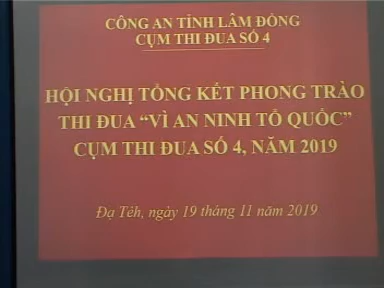 CÔNG AN TỈNH LÂM ĐỒNG
CỤM THI ĐUA SỐ 4
HỘI NGHỊ TỔNG KẾT PHONG TRÀO
THI ĐUA “VÌ AN NINH TỔ QUỐC”
CỤM THI ĐUA SỐ 4, NĂM 2019
Đạ Tẻh, ngày 19 tháng 11 năm 2019